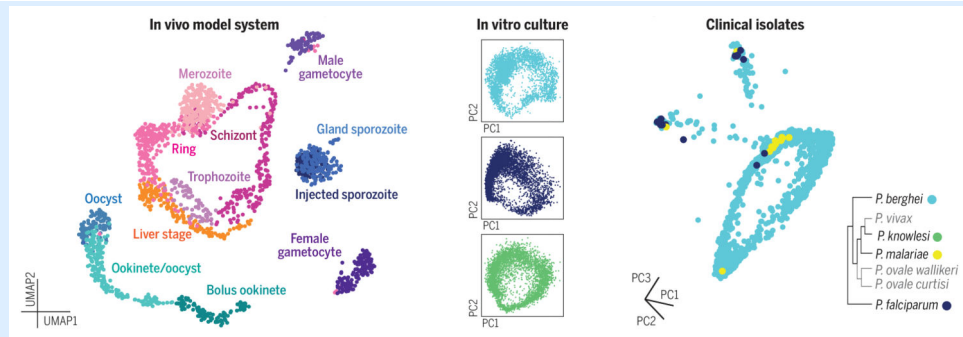 In vivo model system
Male
gametocyte
Merozoite
Schizont
Ring
Gland sporozoite
Trophozoite
Injected sporozoite
Oocyst
Liver stage
Female
gametocyte
Ookinete/oocyst
Bolus ookinete
UMAP2
UMAP1
In vitro culture
PC2
PC1
PC2
PC1
PC2
PC1
Clinical isolates
PC3
PC1
PC2
P. berghei
P. vivax
P. knowlesi
P. malariae
P. ovale wallikeri
P. ovale curtisi
P. falciparum